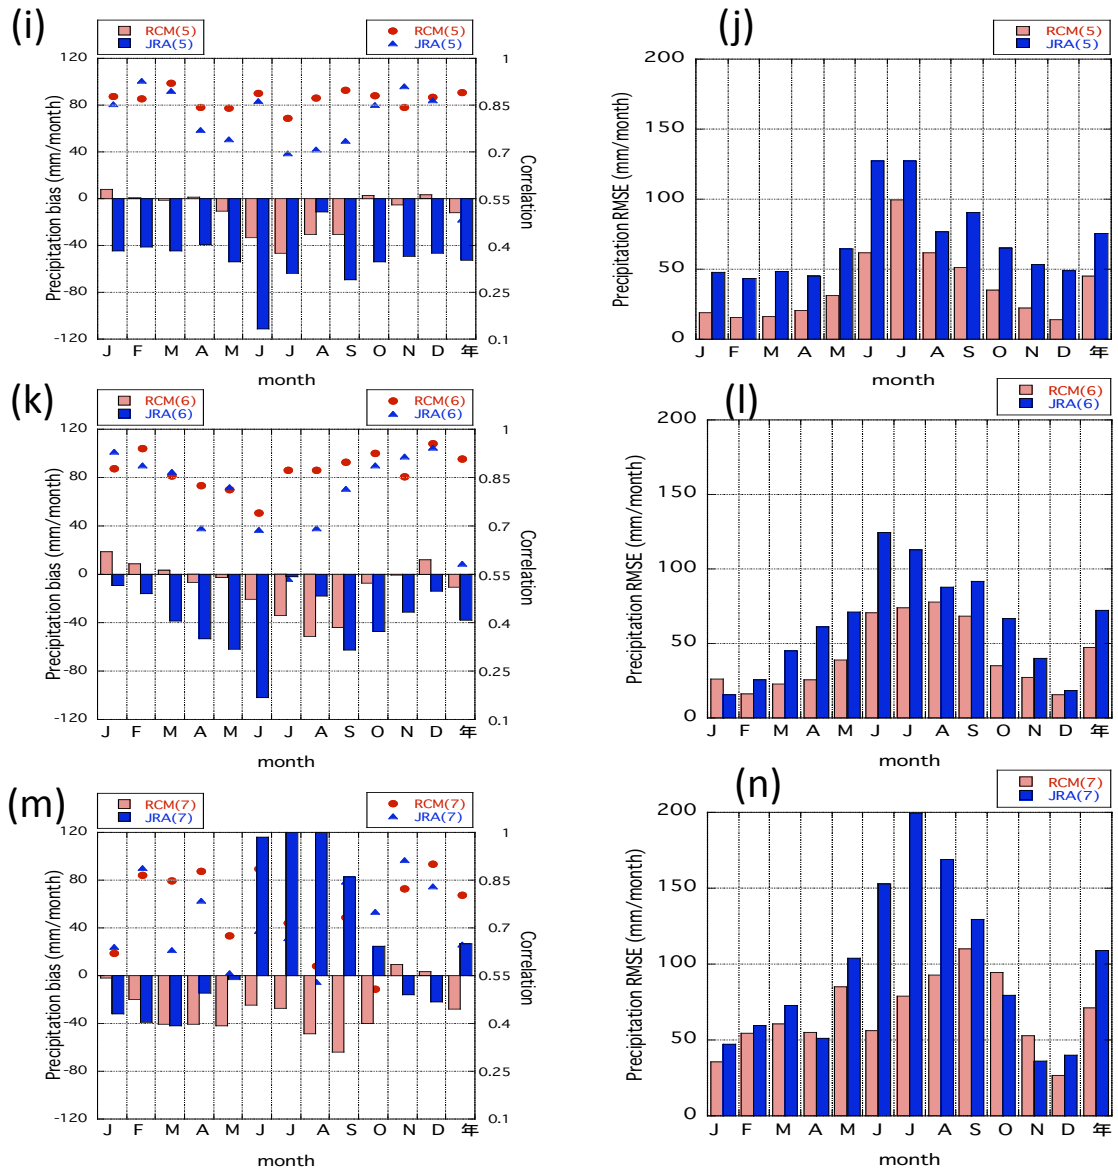 (i)
RCM(5)
JRA(5)
RCM(5)
JRA(5)
120
80
40
0
-40
-80
-120
Precipitation bias (mm/month)
1
0.85
0.7
0.55
0.4
0.25
0.1
Correlation
J F M A M J J A S O N D 年
month
(j)
RCM(5)
JRA(5)
200
150
100
50
0
Precipitation RMSE (mm/month)
J F M A M J J A S O N D 年
month
(k)
RCM(6)
JRA(6)
RCM(6)
JRA(6)
120
80
40
0
-40
-80
-120
Precipitation bias (mm/month)
1
0.85
0.7
0.55
0.4
0.25
0.1
Correlation
J F M A M J J A S O N D 年
month
(l)
RCM(6)
JRA(6)
200
150
100
50
0
Precipitation RMSE (mm/month)
J F M A M J J A S O N D 年
month
(m)
RCM(7)
JRA(7)
RCM(7)
JRA(7)
120
80
40
0
-40
-80
-120
Precipitation bias (mm/month)
1
0.85
0.7
0.55
0.4
0.25
0.1
Correlation
J F M A M J J A S O N D 年
month
(n)
RCM(7)
JRA(7)
200
150
100
50
0
Precipitation RMSE (mm/month)
J F M A M J J A S O N D 年
month